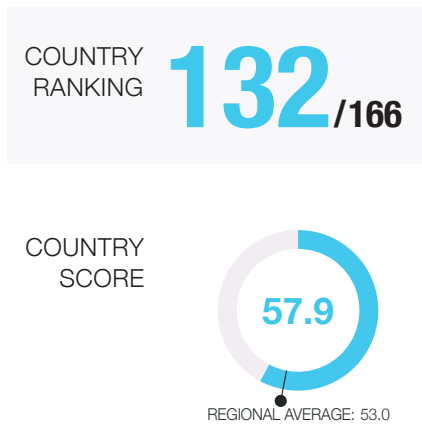 COUNTRY
RANKING
132/166
COUNTRY
SCORE
57.9
REGIONAL AVERAGE: 53.0